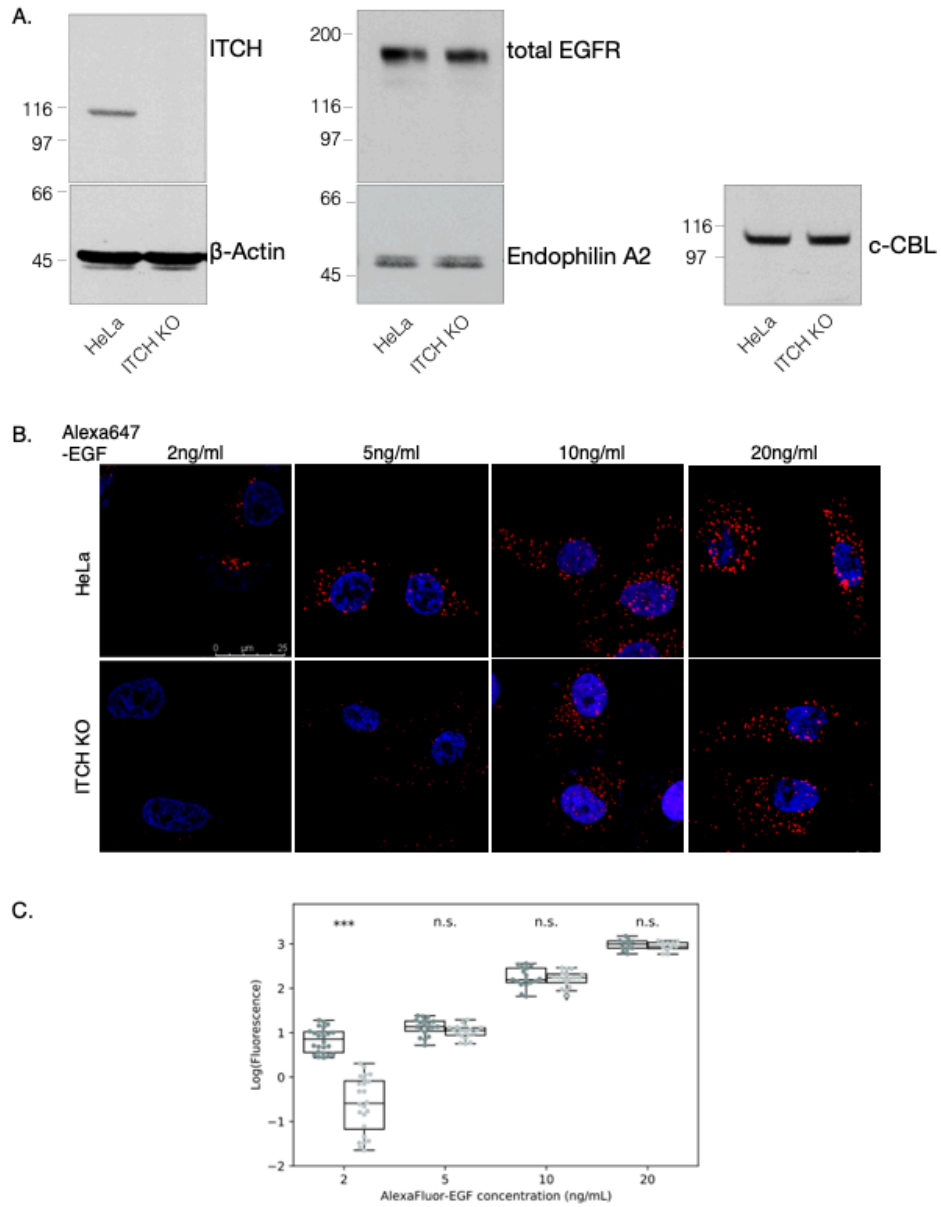 A.
ITCH
116
97
66
45
β-Actin
HeLa
ITCH KO
200
total EGFR
116
97
66
45
Endophilin A2
HeLa
ITCH KO
116
97
c-CBL
HeLa
ITCH KO
B.
Alexa647
-EGF
2ng/ml
5ng/ml
10ng/ml
20ng/ml
HeLa
0 µm 25
ITCH KO
C.
***
n.s.
n.s.
n.s.
Log(Fluorescence)
3
2
1
0
−1
−2
2
5
10
20
AlexaFluor-EGF concentration (ng/mL)